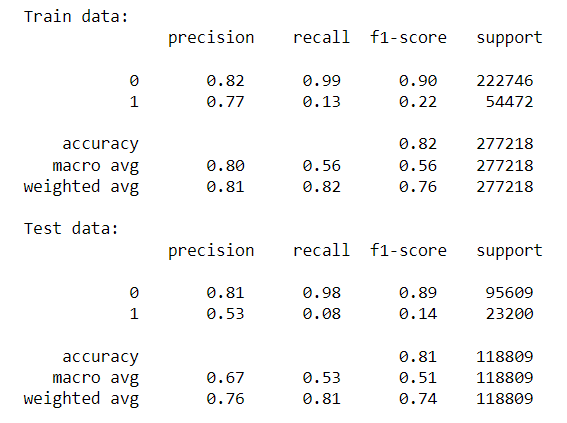 Train data:
precision recall f1-score support
0 0.82 0.99 0.90 222746
1 0.77 0.13 0.22 54472
accuracy 0.82 277218
macro avg 0.80 0.56 0.56 277218
weighted avg 0.81 0.82 0.76 277218
Test data:
precision recall f1-score support
0 0.81 0.98 0.89 95609
1 0.53 0.08 0.14 23200
accuracy 0.81 118809
macro avg 0.67 0.53 0.51 118809
weighted avg 0.76 0.81 0.74 118809